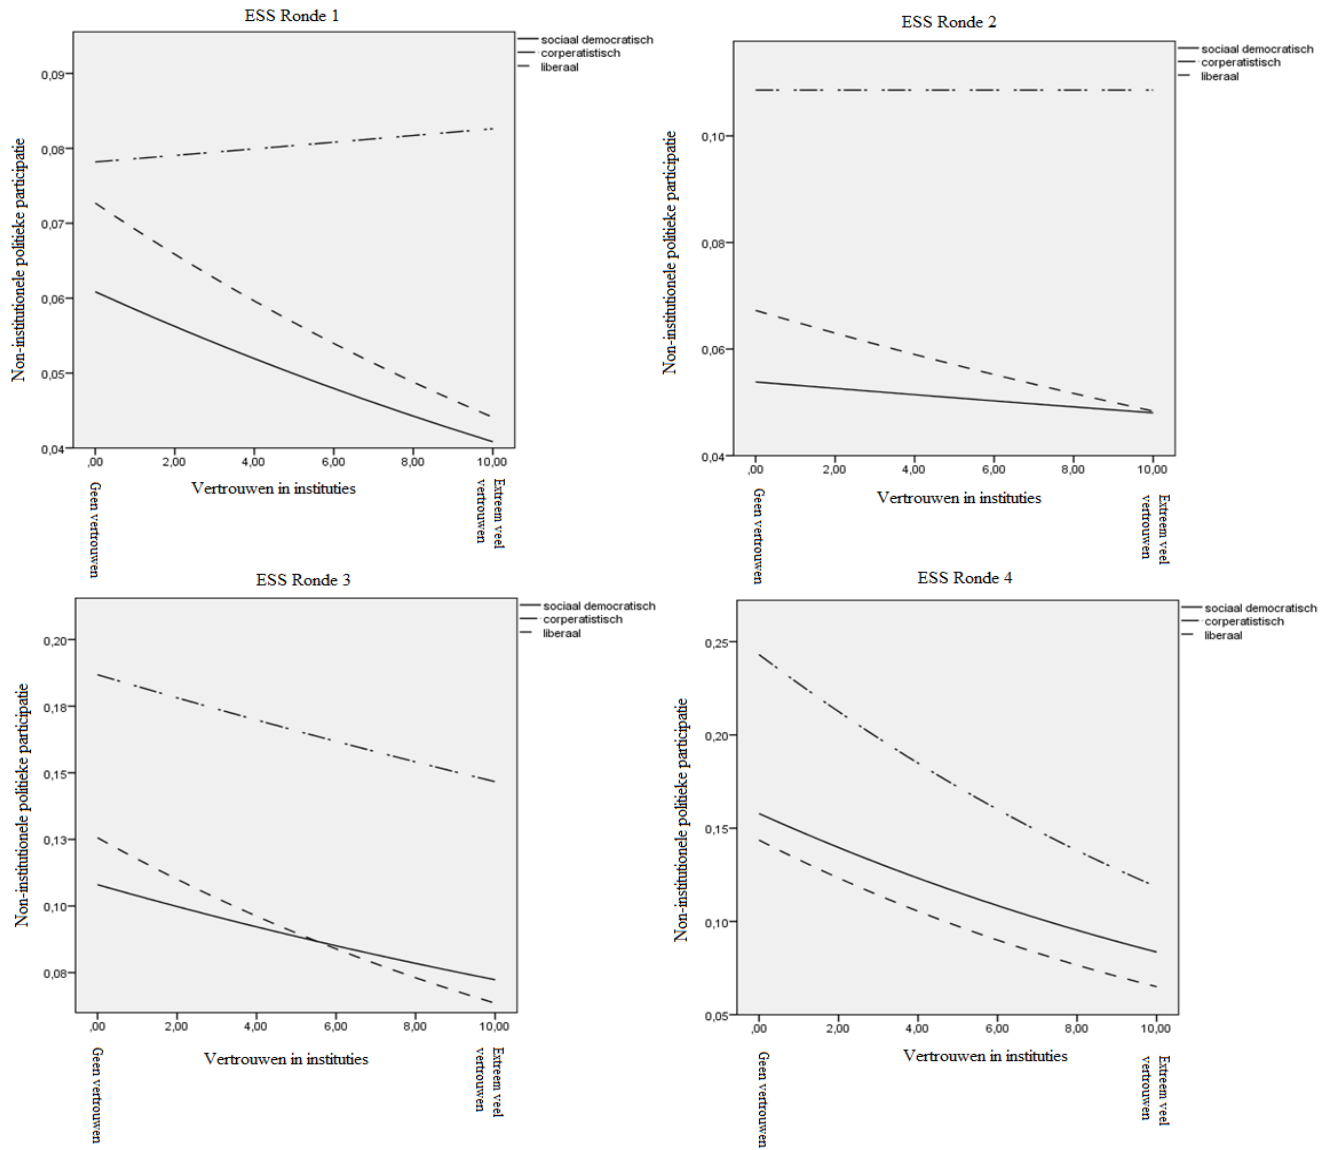 ESS Ronde 1
sociaal democratisch
corperatistisch
liberaal
Non-institutionele politieke participatie
0,09
0,08
0,07
0,06
0,05
0,04
,00 2,00 4,00 6,00 8,00 10,00
Geen vertrouwen
Vertrouwen in instituties
Extreem veel
vertrouwen
ESS Ronde 2
sociaal democratisch
corperatistisch
liberaal
Non-institutionele politieke participatie
0,10
0,08
0,06
0,04
,00 2,00 4,00 6,00 8,00 10,00
Geen vertrouwen
Vertrouwen in instituties
Extreem veel
vertrouwen
ESS Ronde 3
sociaal democratisch
corperatistisch
liberaal
Non-institutionele politieke participatie
0,20
0,18
0,15
0,13
0,10
0,08
,00 2,00 4,00 6,00 8,00 10,00
Geen vertrouwen
Vertrouwen in instituties
Extreem veel
vertrouwen
ESS Ronde 4
sociaal democratisch
corperatistisch
liberaal
Non-institutionele politieke participatie
0,25
0,20
0,15
0,10
0,05
,00 2,00 4,00 6,00 8,00 10,00
Geen vertrouwen
Vertrouwen in instituties
Extreem veel
vertrouwen